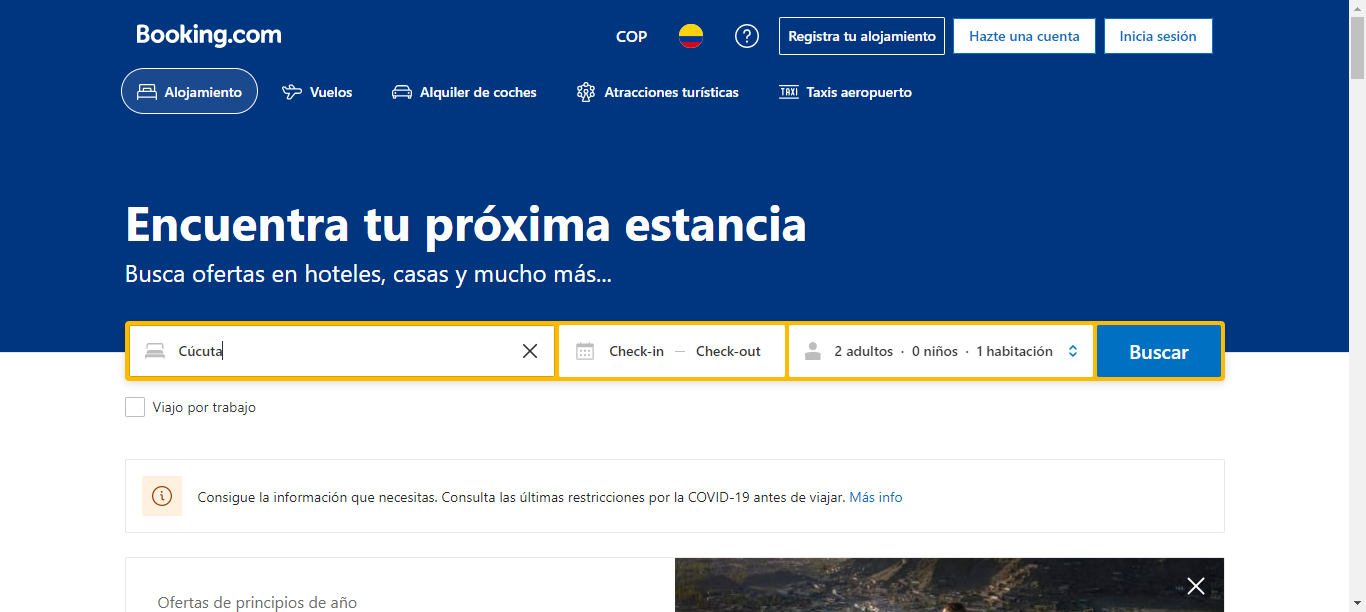 Booking.com
COP
Registra tu alojamiento
Hazte una cuenta
Inicia sesión
Alojamiento
Vuelos
Alquiler de coches
Atracciones turísticas
TAXI Taxis aeropuerto
Encuentra tu próxima estancia
Busca ofertas en hoteles, casas y mucho más...
Cúcuta
Check-in — Check-out
2 adultos · 0 niños · 1 habitación
Buscar
Viajo por trabajo
Consigue la información que necesitas. Consulta las últimas restricciones por la COVID-19 antes de viajar. Más info
Ofertas de principios de año